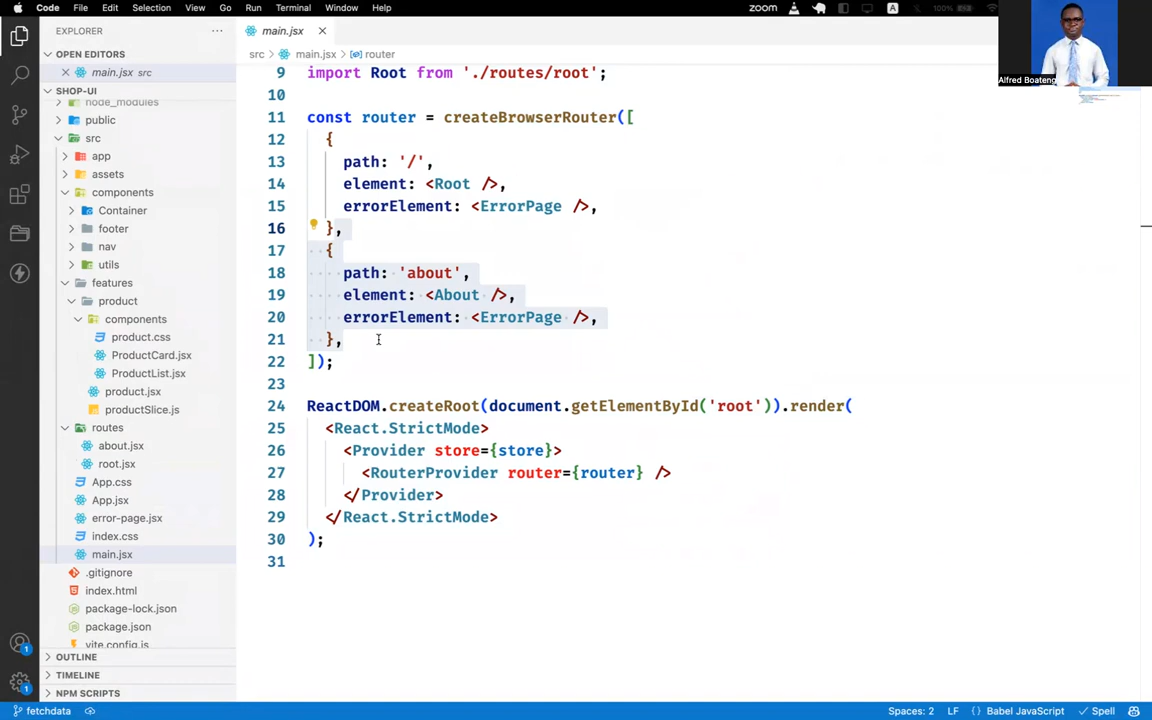 Code File Edit Selection View Go Run Terminal Window Help
zoom A 100%
EXPLORER
OPEN EDITORS
main.jsx src
SHOP-UI
node_modules
public
src
app
assets
components
Container
footer
nav
utils
features
product
components
product.css
ProductCard.jsx
ProductList.jsx
product.jsx
productSlice.js
routes
about.jsx
root.jsx
App.css
App.jsx
error-page.jsx
index.css
main.jsx
.gitignore
index.html
package-lock.json
package.json
vite.config.js
OUTLINE
TIMELINE
NPM SCRIPTS
main.jsx
src > main.jsx > router
9 import Root from './routes/root';
10
11 const router = createBrowserRouter([
12 {
13 path: '/',
14 element: <Root />,
15 errorElement: <ErrorPage />,
16 },
17 {
18 path: 'about',
19 element: <About />,
20 errorElement: <ErrorPage />,
21 },
22 ]);
23
24 ReactDOM.createRoot(document.getElementById('root')).render(
25 <React.StrictMode>
26 <Provider store={store}>
27 <RouterProvider router={router} />
28 </Provider>
29 </React.StrictMode>
30 );
31
Alfred Boateng
1
1
fetchdata
Spaces: 2 LF {} Babel JavaScript Spell